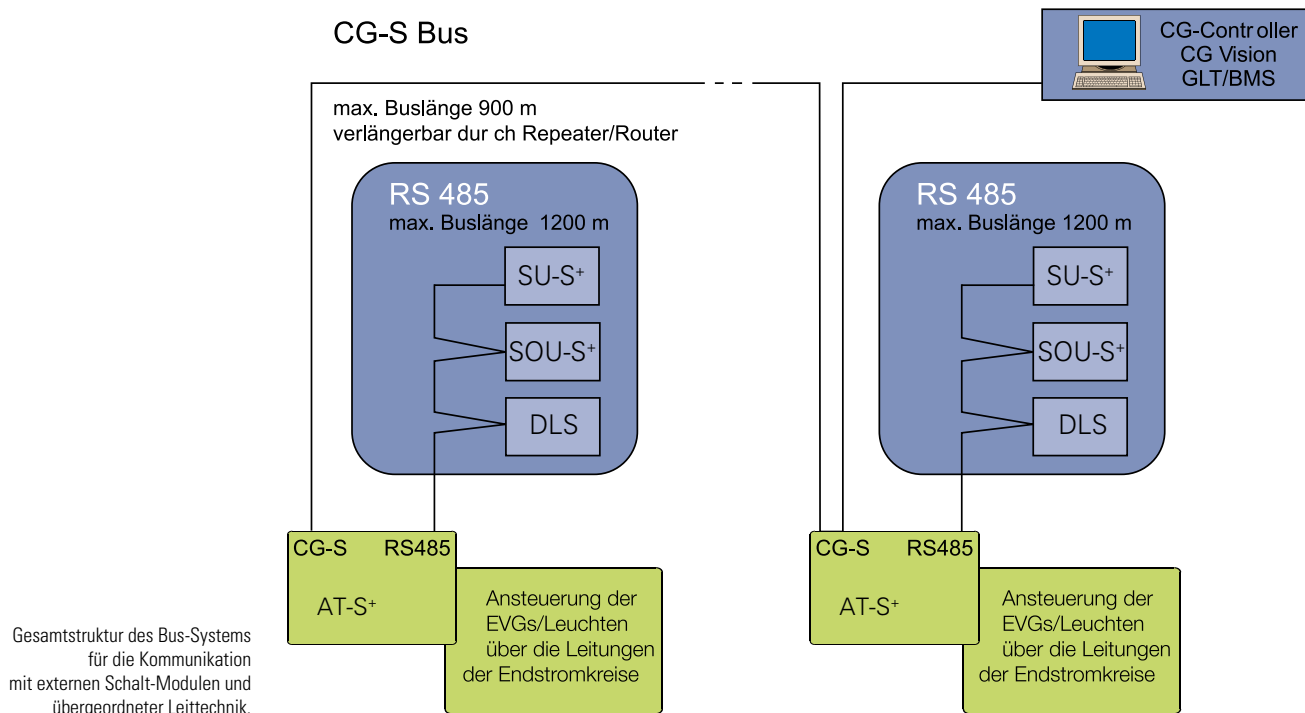 CG-S Bus
CG-Controller
CG Vision
GLT/BMS
max. Buslänge 900 m
verlängerbar dur ch Repeater/Router
RS 485
max. Buslänge 1200 m
SU-S+
SOU-S+
DLS
RS 485
max. Buslänge 1200 m
SU-S+
SOU-S+
DLS
CG-S RS485
AT-S+
Ansteuerung der
EVGs/Leuchten
über die Leitungen
der Endstromkreise
CG-S RS485
AT-S+
Ansteuerung der
EVGs/Leuchten
über die Leitungen
der Endstromkreise
Gesamtstruktur des Bus-Systems
für die Kommunikation
mit externen Schalt-Modulen und
übergeordneter Leittechnik.